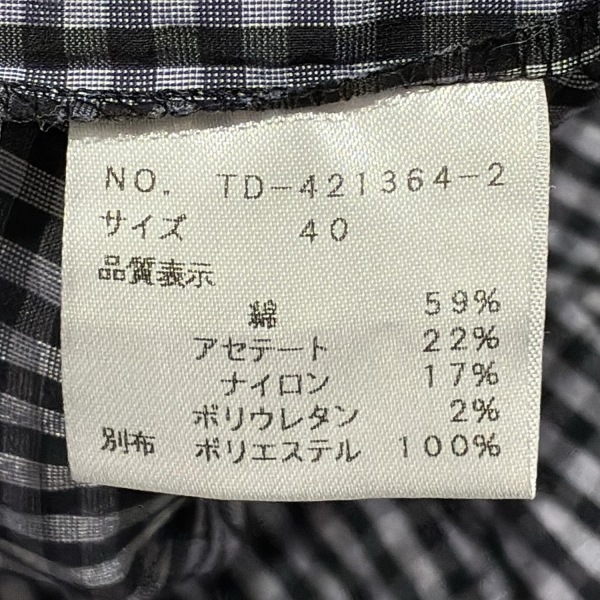 NO. TD-421364-2
サイズ 40
品質表示
綿 59%
アセテート 22%
ナイロン 17%
ポリウレタン 2%
別布 ポリエステル 100%